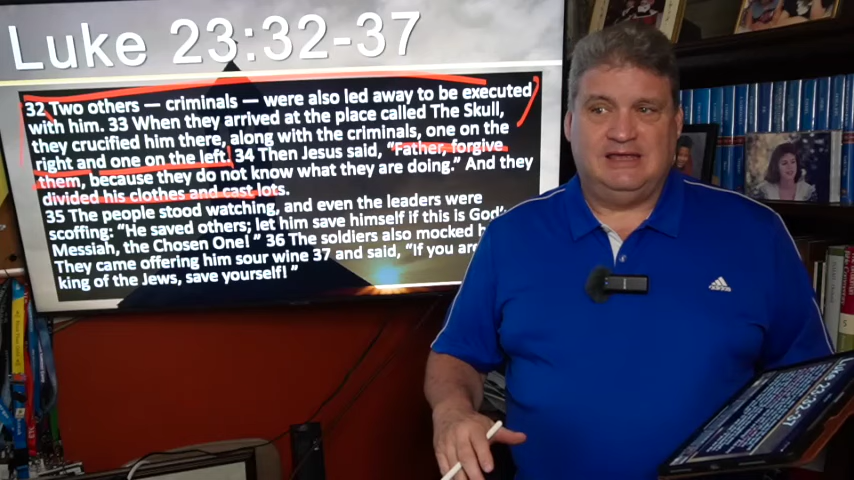 Luke 23:32-37
32 Two others — criminals — were also led away to be executed
with him. 33 When they arrived at the place called The Skull,
they crucified him there, along with the criminals, one on the
right and one on the left. 34 Then Jesus said, “Father, forgive
them, because they do not know what they are doing.” And they
divided his clothes and cast lots.
35 The people stood watching, and even the leaders were
scoffing: “He saved others; let him save himself if this is God’s
Messiah, the Chosen One! ” 36 The soldiers also mocked
They came offering him sour wine 37 and said, “If you are
king of the Jews, save yourself! ”
adidas
Luke 23:32-37